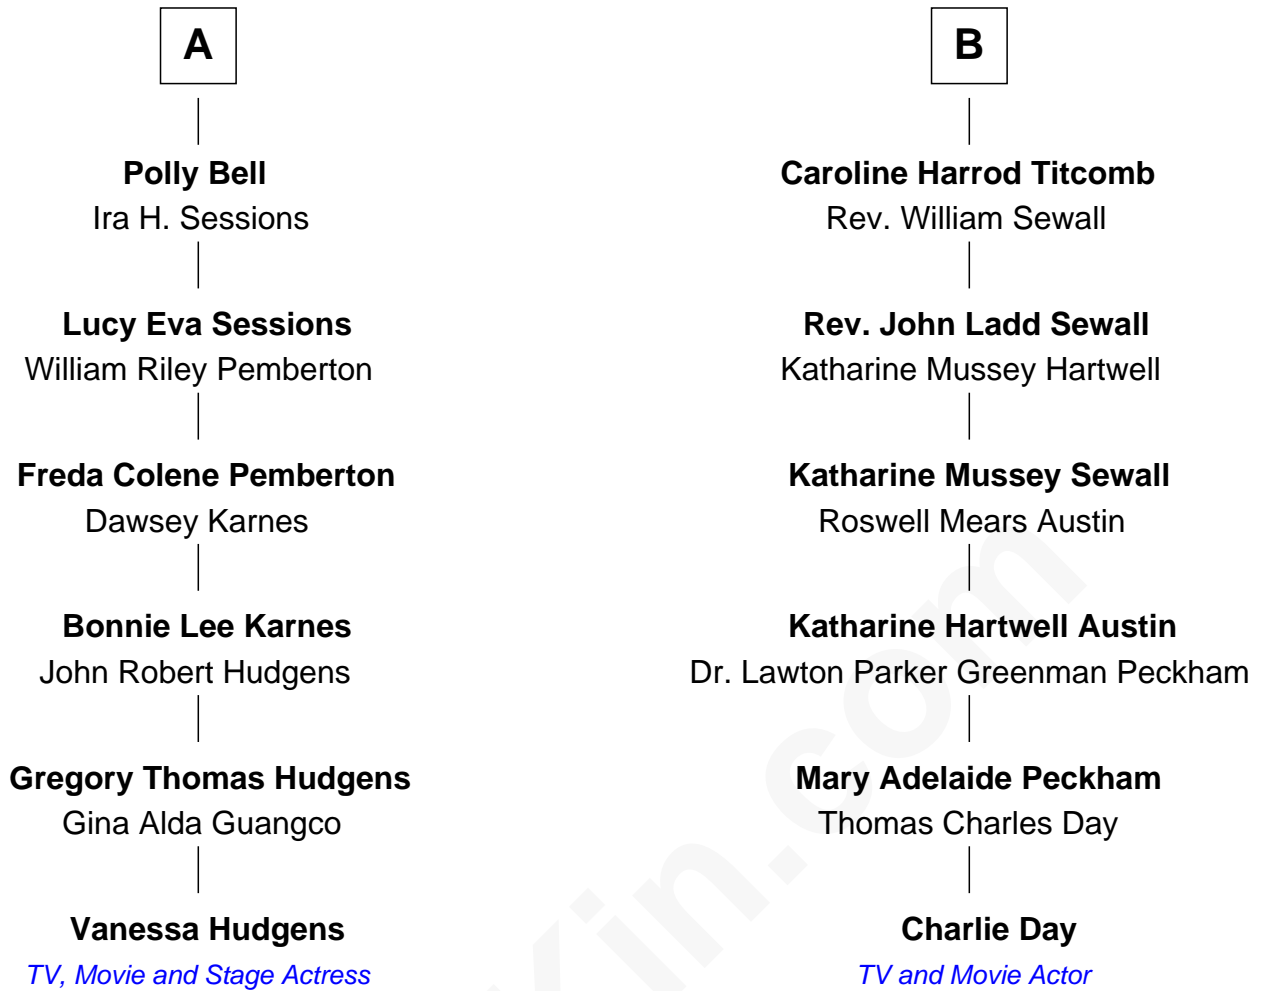 A
Polly Bell
Ira H. Sessions
Lucy Eva Sessions
William Riley Pemberton
Freda Colene Pemberton
Dawsey Karnes
Bonnie Lee Karnes
John Robert Hudgens
Gregory Thomas Hudgens
Gina Alda Guangco
Vanessa Hudgens
TV, Movie and Stage Actress
B
Caroline Harrod Titcomb
Rev. William Sewall
Rev. John Ladd Sewall
Katharine Mussey Hartwell
Katharine Mussey Sewall
Roswell Mears Austin
Katharine Hartwell Austin
Dr. Lawton Parker Greenman Peckham
Mary Adelaide Peckham
Thomas Charles Day
Charlie Day
TV and Movie Actor
Kin.com